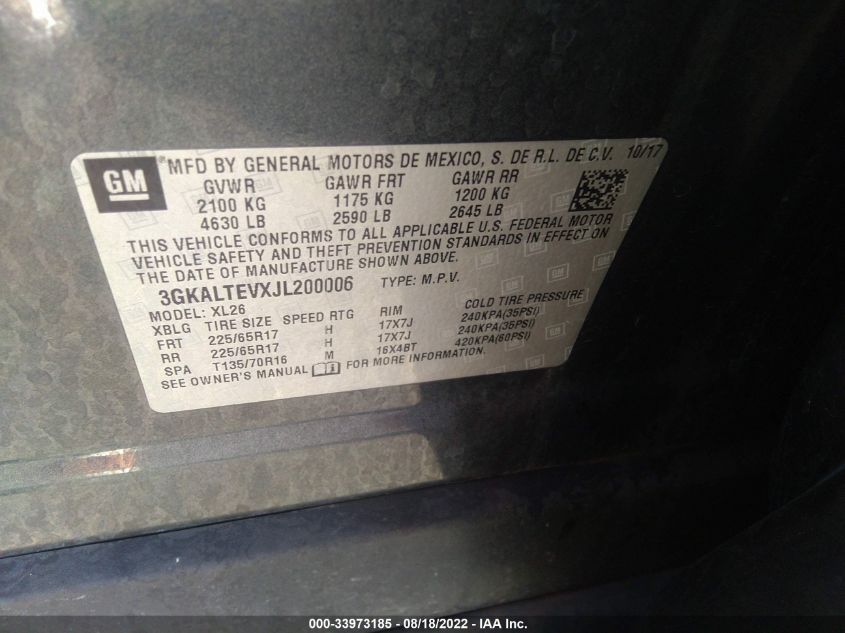 GM ® MFD BY GENERAL MOTORS DE MEXICO, S. DE R.L. DE C.V. 10/17
GVWR GAWR FRT GAWR RR
2100 KG 1175 KG 1200 KG
4630 LB 2590 LB 2645 LB
THIS VEHICLE CONFORMS TO ALL APPLICABLE U.S. FEDERAL MOTOR
VEHICLE SAFETY AND THEFT PREVENTION STANDARDS IN EFFECT ON
THE DATE OF MANUFACTURE SHOWN ABOVE.
3GKALTEVXJL200006 TYPE: M.P.V.
MODEL: XL26
XBLG TIRE SIZE SPEED RTG RIM COLD TIRE PRESSURE
FRT 225/65R17 H 17X7J 240KPA(35PSI)
RR 225/65R17 H 17X7J 240KPA(35PSI)
SPA T135/70R16 M 16X4BT 420KPA(60PSI)
SEE OWNER'S MANUAL FOR MORE INFORMATION.
000-33973185 - 08/18/2022 - IAA Inc.